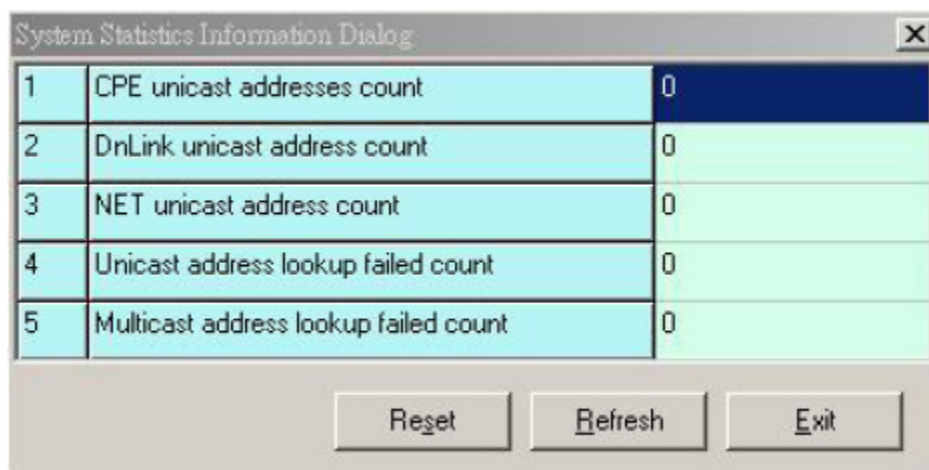 System Statistics Information Dialog
1 CPE unicast addresses count 0
2 DnLink unicast address count 0
3 NET unicast address count 0
4 Unicast address lookup failed count 0
5 Multicast address lookup failed count 0
Reset Refresh Exit